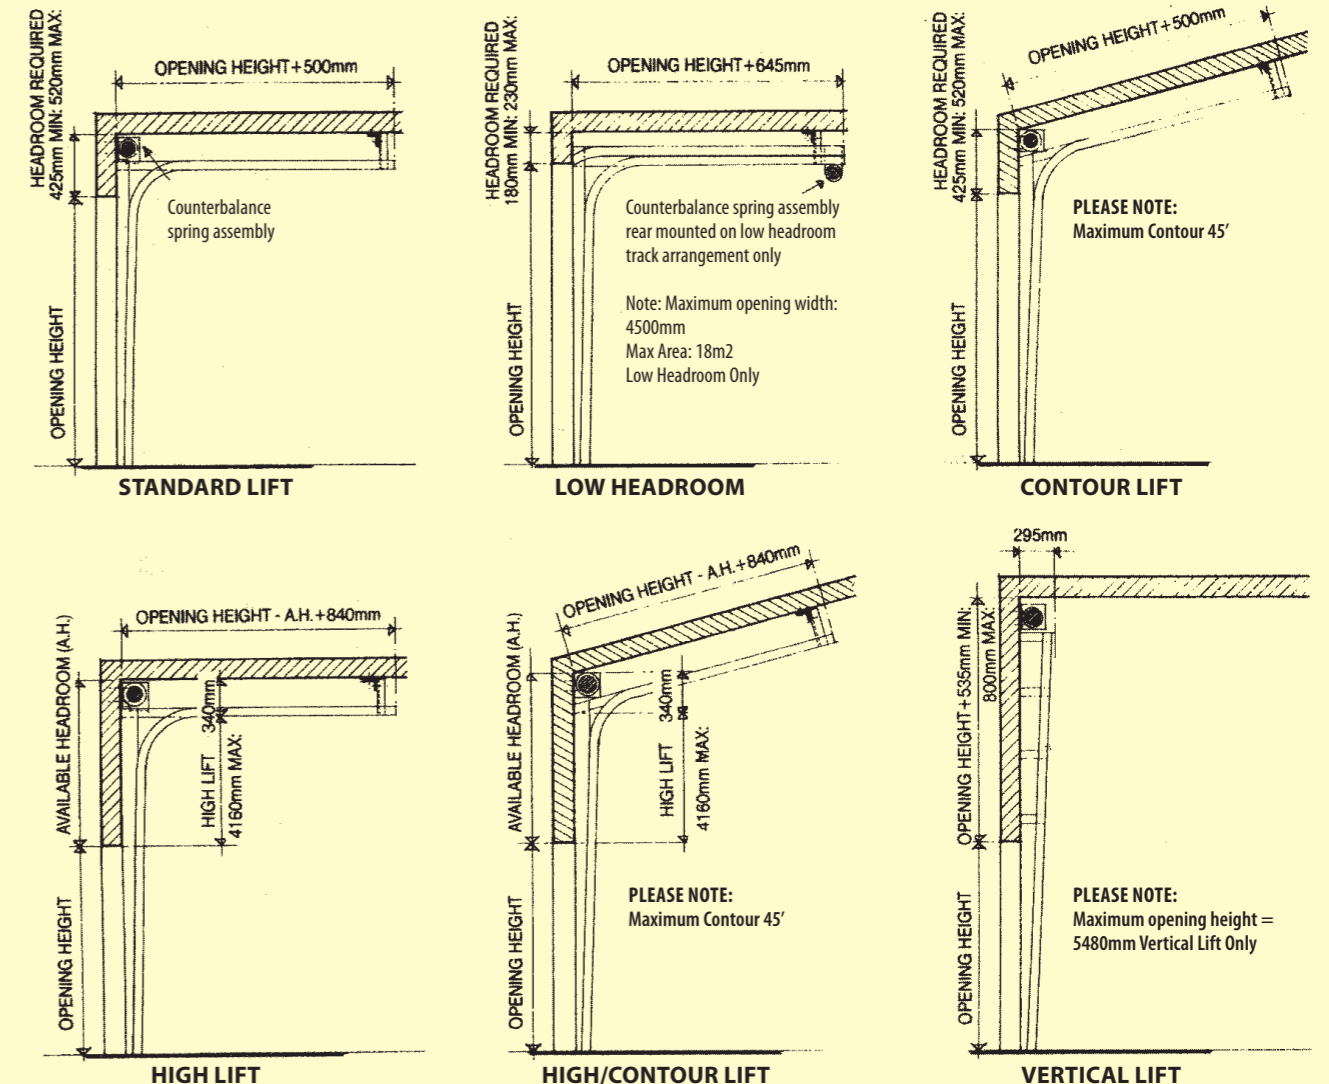 HEADROOM REQUIRED
425mm MIN: 520mm MAX:
OPENING HEIGHT+500mm
Counterbalance
spring assembly
OPENING HEIGHT
STANDARD LIFT
HEADROOM REQUIRED
180mm MIN: 230mm MAX:
OPENING HEIGHT+645mm
Counterbalance spring assembly
rear mounted on low headroom
track arrangement only
Note: Maximum opening width:
4500mm
Max Area: 18m2
Low Headroom Only
OPENING HEIGHT
LOW HEADROOM
HEADROOM REQUIRED
425mm MIN: 520mm MAX:
OPENING HEIGHT+500mm
PLEASE NOTE:
Maximum Contour 45′
OPENING HEIGHT
CONTOUR LIFT
OPENING HEIGHT - A.H.+840mm
AVAILABLE HEADROOM (A.H.)
340mm
HIGH LIFT
4160mm MAX:
OPENING HEIGHT
HIGH LIFT
OPENING HEIGHT - A.H.+840mm
AVAILABLE HEADROOM (A.H.)
340mm
HIGH LIFT
4160mm MAX:
PLEASE NOTE:
Maximum Contour 45′
OPENING HEIGHT
HIGH/CONTOUR LIFT
295mm
OPENING HEIGHT+535mm MIN:
800mm MAX:
PLEASE NOTE:
Maximum opening height =
5480mm Vertical Lift Only
OPENING HEIGHT
VERTICAL LIFT